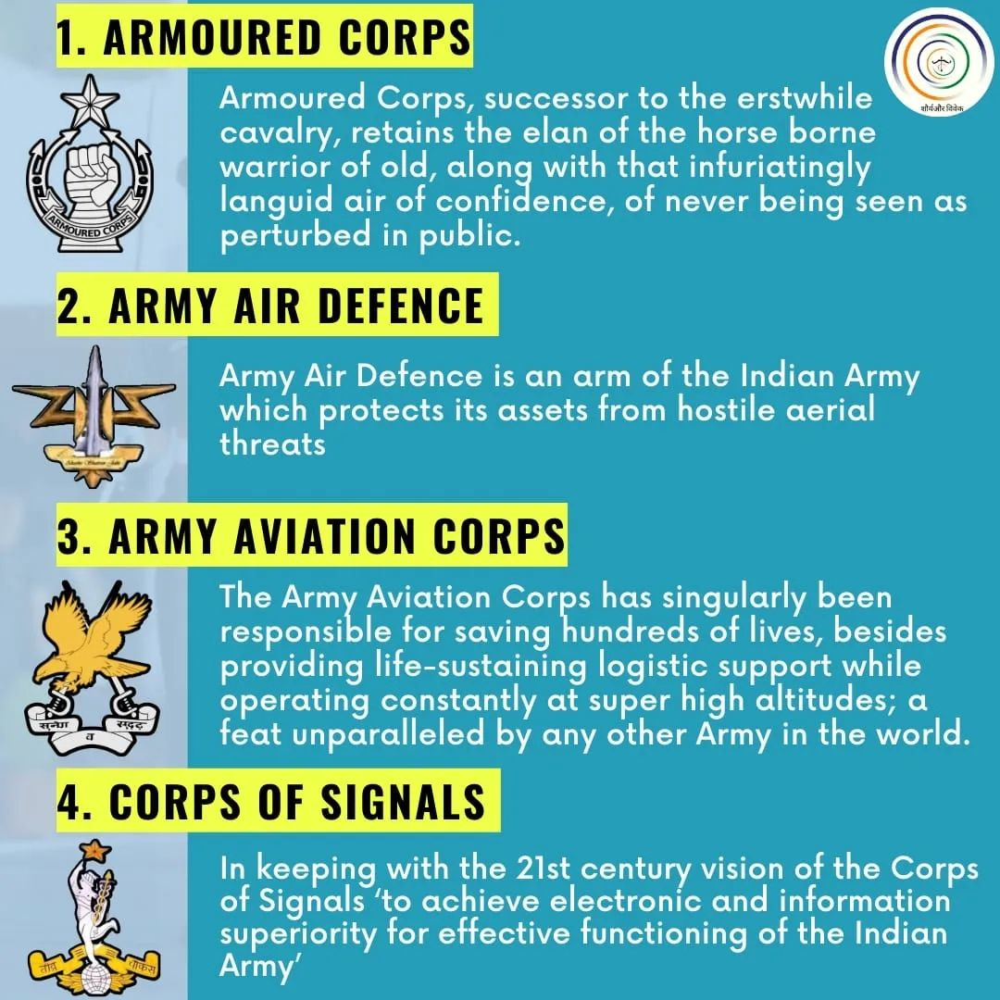 1. ARMOURED CORPS
शौर्य और विवेक
ARMOURED CORPS
Armoured Corps, successor to the erstwhile
cavalry, retains the elan of the horse borne
warrior of old, along with that infuriatingly
languid air of confidence, of never being seen as
perturbed in public.
2. ARMY AIR DEFENCE
Army Air Defence is an arm of the Indian Army
which protects its assets from hostile aerial
threats
3. ARMY AVIATION CORPS
The Army Aviation Corps has singularly been
responsible for saving hundreds of lives, besides
providing life-sustaining logistic support while
operating constantly at super high altitudes; a
feat unparalleled by any other Army in the world.
व
4. CORPS OF SIGNALS
In keeping with the 21st century vision of the Corps
of Signals ‘to achieve electronic and information
superiority for effective functioning of the Indian
Army’
तीव्र चौकस